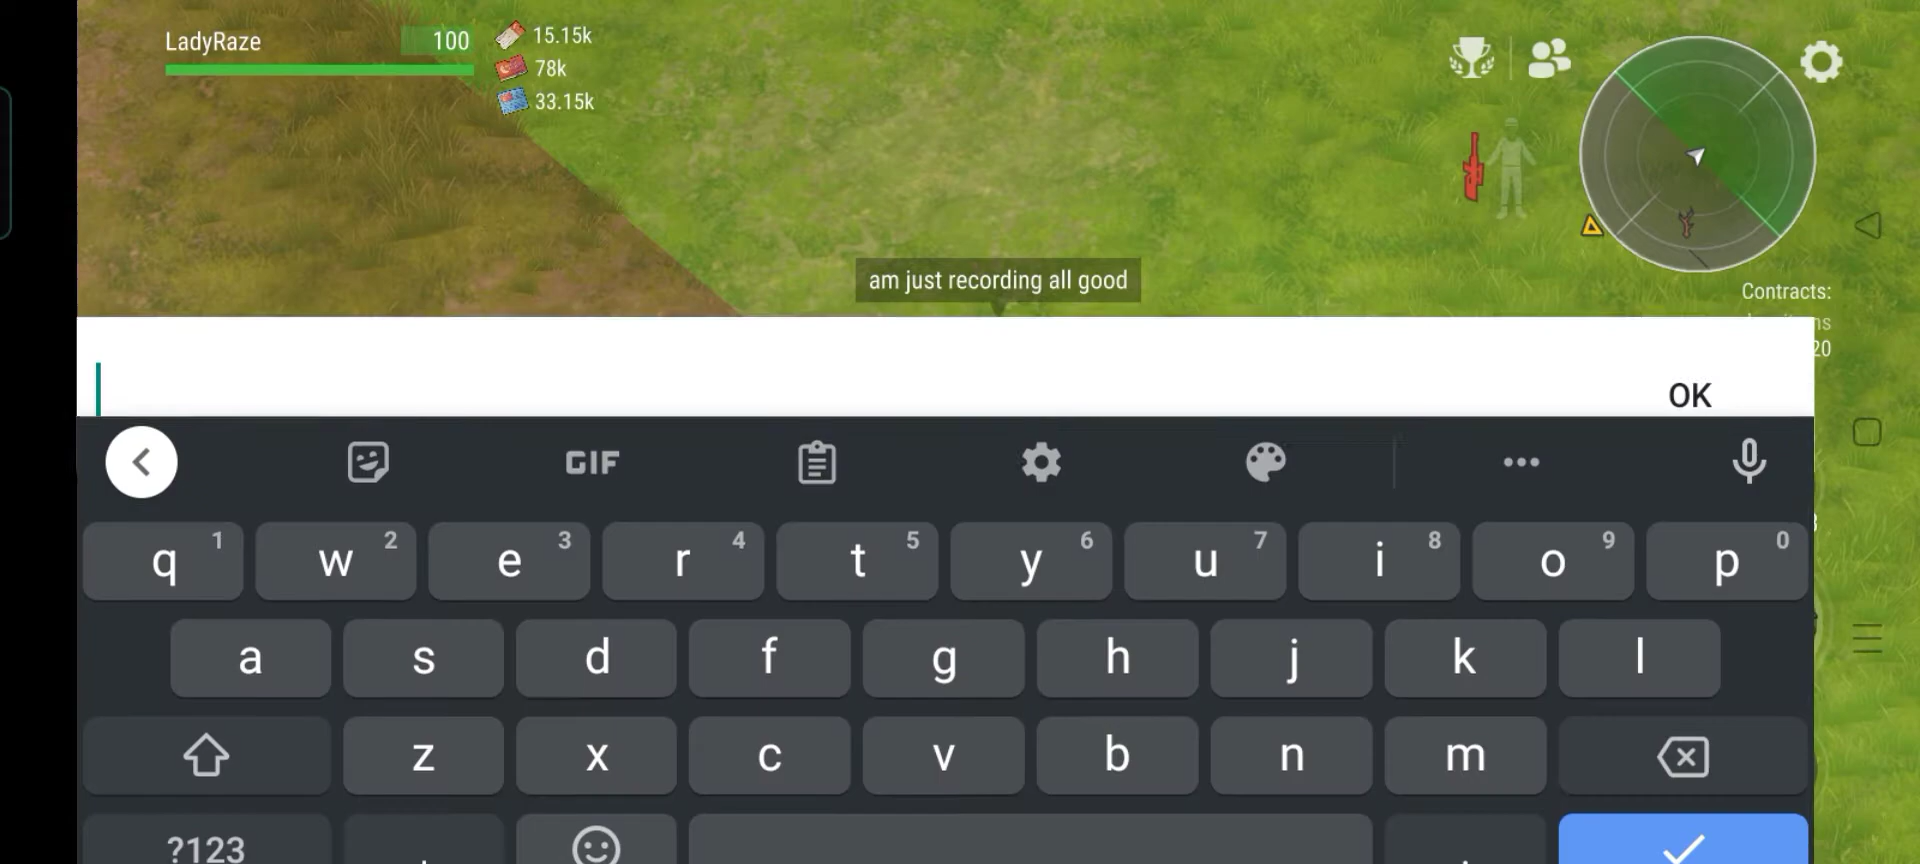 LadyRaze 100
15.15k
78k
33.15k
am just recording all good
Contracts:
20
OK
GIF
q 1 w 2 e 3 r 4 t 5 y 6 u 7 i 8 o 9 p 0
a s d f g h j k l
z x c v b n m
?123 , .